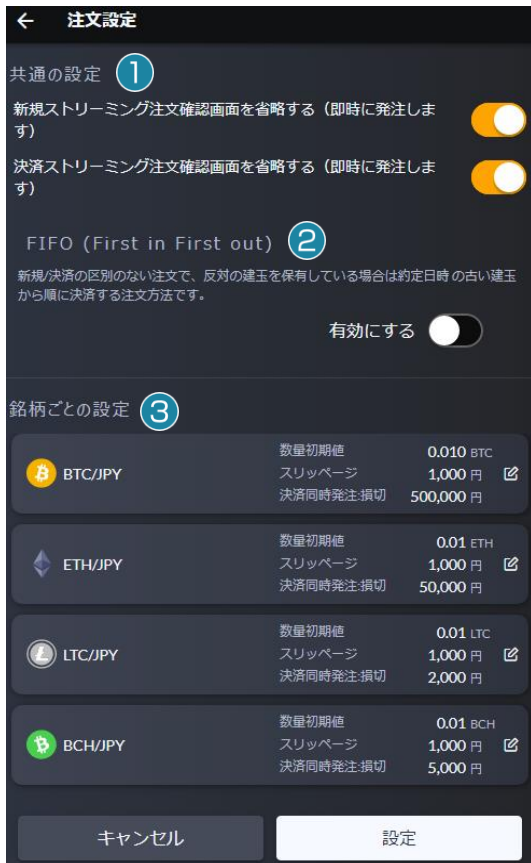 ← 注文設定
共通の設定 1
新規ストリーミング注文確認画面を省略する（即時に発注しま
す）
決済ストリーミング注文確認画面を省略する（即時に発注しま
す）
FIFO (First in First out) 2
新規/決済の区別のない注文で、反対の建玉を保有している場合は約定日時の古い建玉
から順に決済する注文方法です。
有効にする
銘柄ごとの設定 3
BTC/JPY
数量初期値 0.010 BTC
スリッページ 1,000 円
決済同時発注:損切 500,000 円
ETH/JPY
数量初期値 0.01 ETH
スリッページ 1,000 円
決済同時発注:損切 50,000 円
LTC/JPY
数量初期値 0.01 LTC
スリッページ 1,000 円
決済同時発注:損切 2,000 円
BCH/JPY
数量初期値 0.01 BCH
スリッページ 1,000 円
決済同時発注:損切 5,000 円
キャンセル 設定